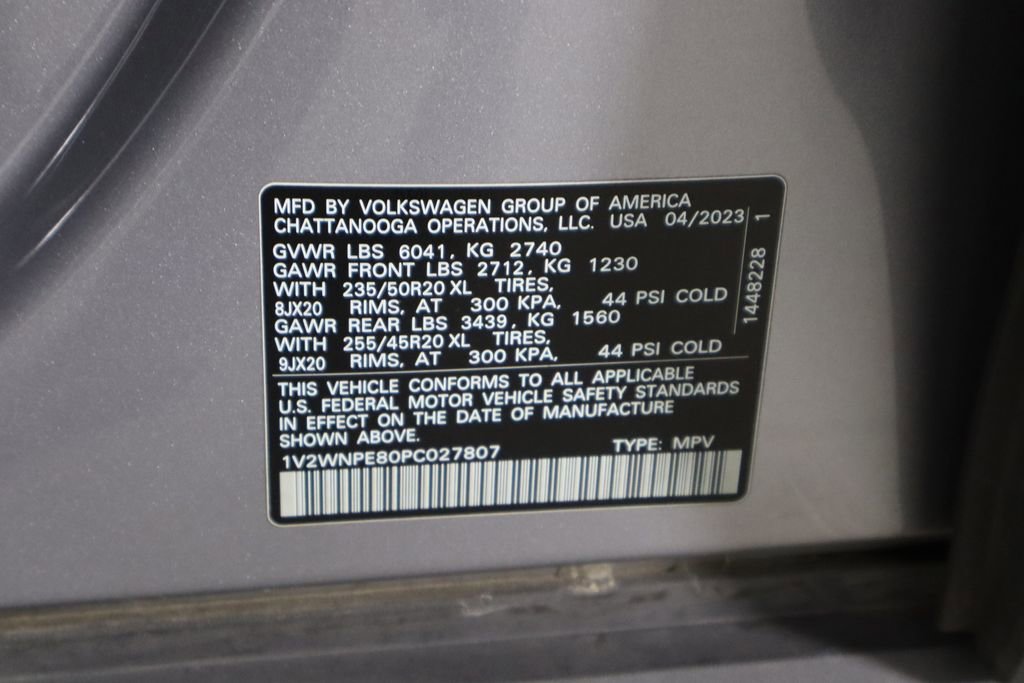 MFD BY VOLKSWAGEN GROUP OF AMERICA
CHATTANOOGA OPERATIONS, LLC. USA 04/2023
GVWR LBS 6041, KG 2740
GAWR FRONT LBS 2712, KG 1230
WITH 235/50R20 XL TIRES,
8JX20 RIMS, AT 300 KPA, 44 PSI COLD
GAWR REAR LBS 3439, KG 1560
WITH 255/45R20 XL TIRES,
9JX20 RIMS, AT 300 KPA, 44 PSI COLD
THIS VEHICLE CONFORMS TO ALL APPLICABLE
U.S. FEDERAL MOTOR VEHICLE SAFETY STANDARDS
IN EFFECT ON THE DATE OF MANUFACTURE
SHOWN ABOVE.
1V2WNPE80PC027807 TYPE: MPV
1448228 1